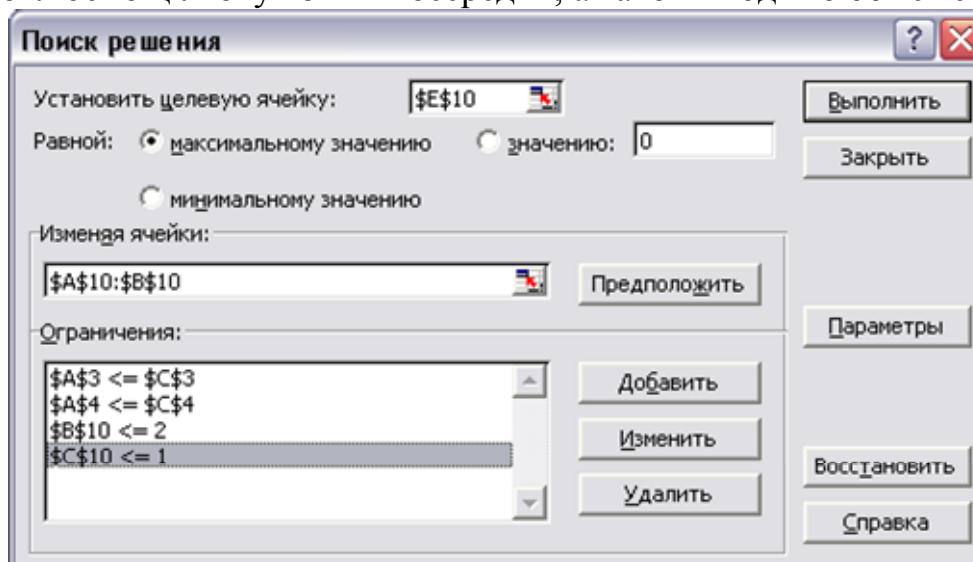 Поиск решения
Установить целевую ячейку: $E$10
Выполнить
Равной: максимальному значению значению: 0
Закрыть
минимальному значению
Изменяя ячейки:
$A$10:$B$10
Предположить
Параметры
Ограничения:
$A$3 <= $C$3
Добавить
$A$4 <= $C$4
$B$10 <= 2
Изменить
$C$10 <= 1
Восстановить
Удалить
Справка